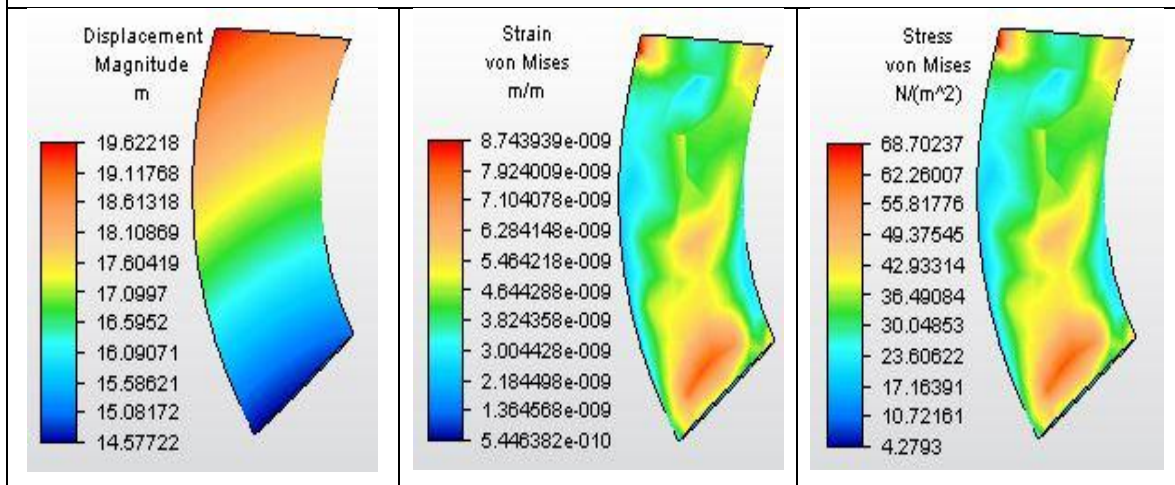 Displacement
Magnitude
m
19.62218
19.11768
18.61318
18.10869
17.60419
17.0997
16.5952
16.09071
15.58621
15.08172
14.57722
Strain
von Mises
m/m
8.743939e-009
7.924009e-009
7.104078e-009
6.284148e-009
5.464218e-009
4.644288e-009
3.824358e-009
3.004428e-009
2.184498e-009
1.364568e-009
5.446382e-010
Stress
von Mises
N/(m^2)
68.70237
62.26007
55.81776
49.37545
42.93314
36.49084
30.04853
23.60622
17.16391
10.72161
4.2793